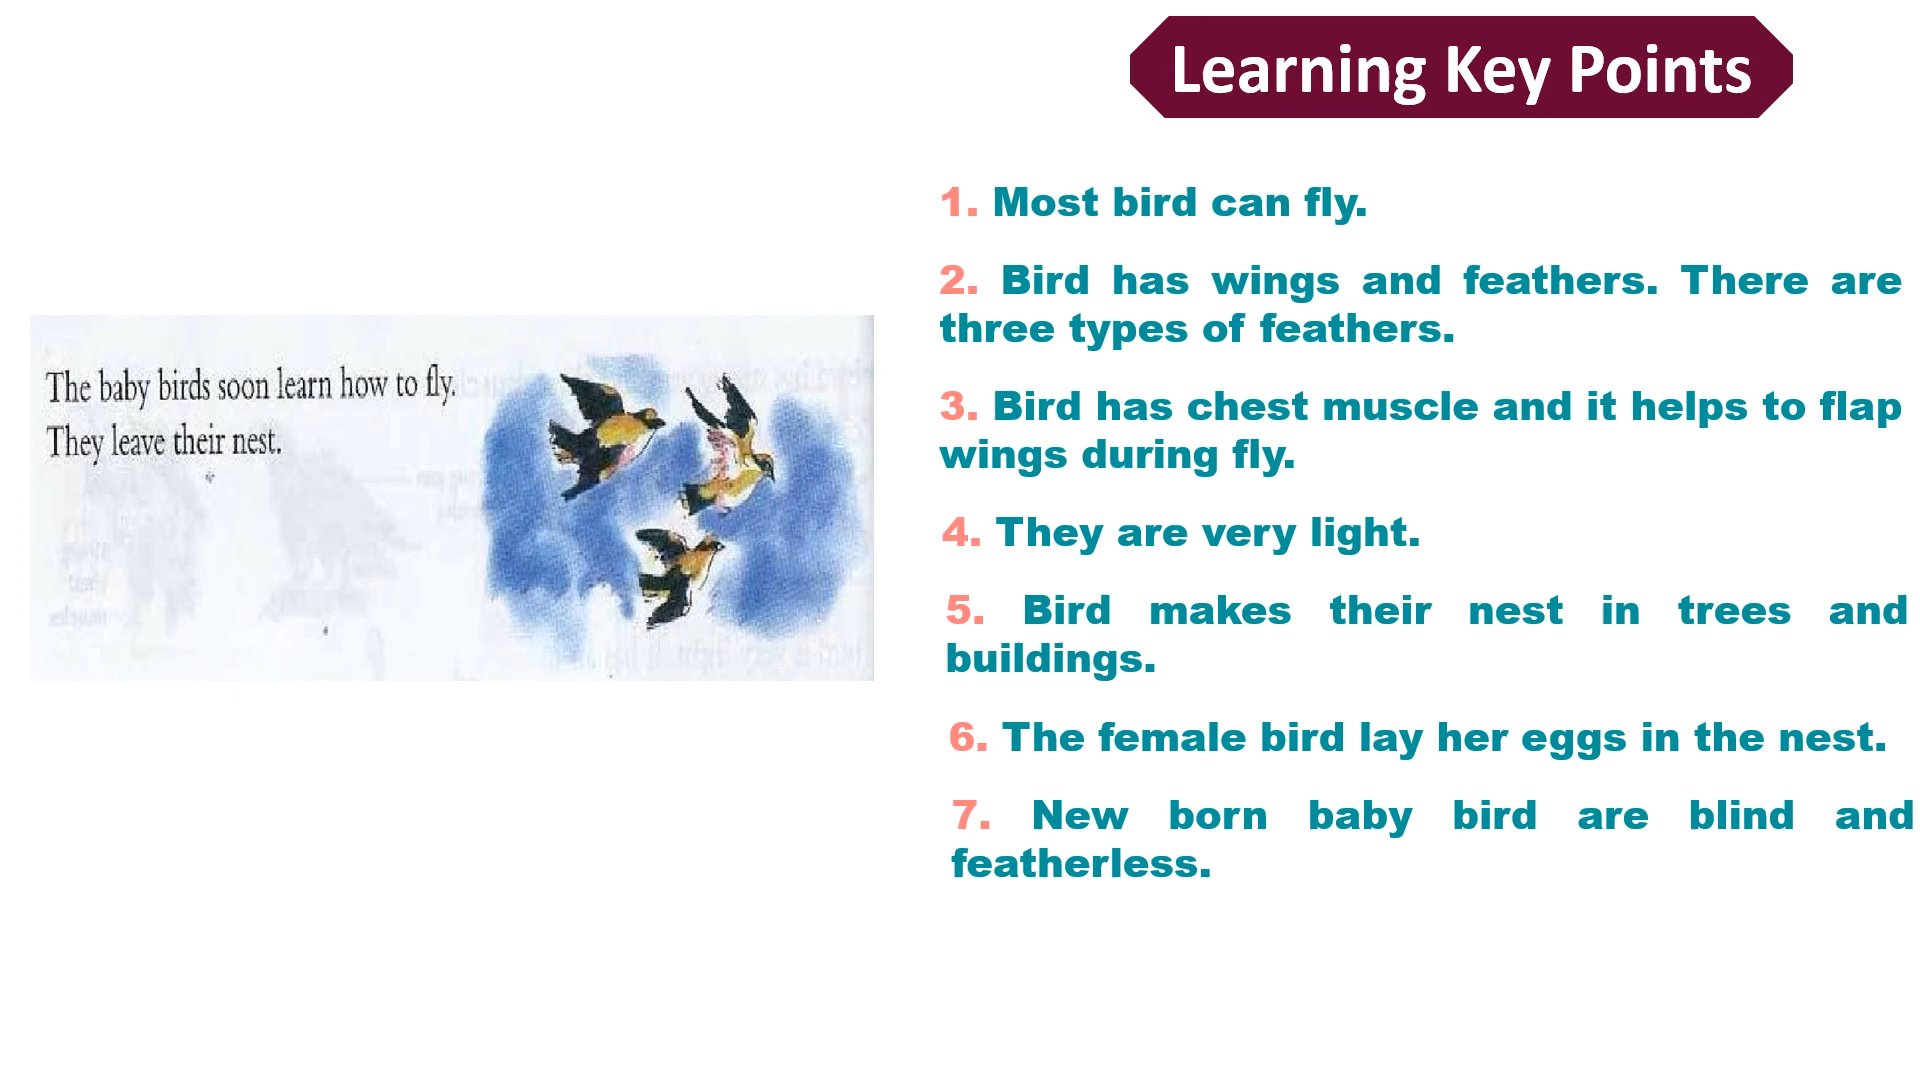 Learning Key Points
The baby birds soon learn how to fly.
They leave their nest.
1. Most bird can fly.
2. Bird has wings and feathers. There are
three types of feathers.
3. Bird has chest muscle and it helps to flap
wings during fly.
4. They are very light.
5. Bird makes their nest in trees and
buildings.
6. The female bird lay her eggs in the nest.
7. New born baby bird are blind and
featherless.